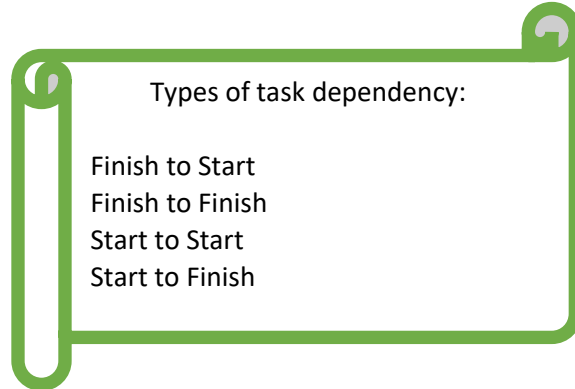 Types of task dependency:
Finish to Start
Finish to Finish
Start to Start
Start to Finish